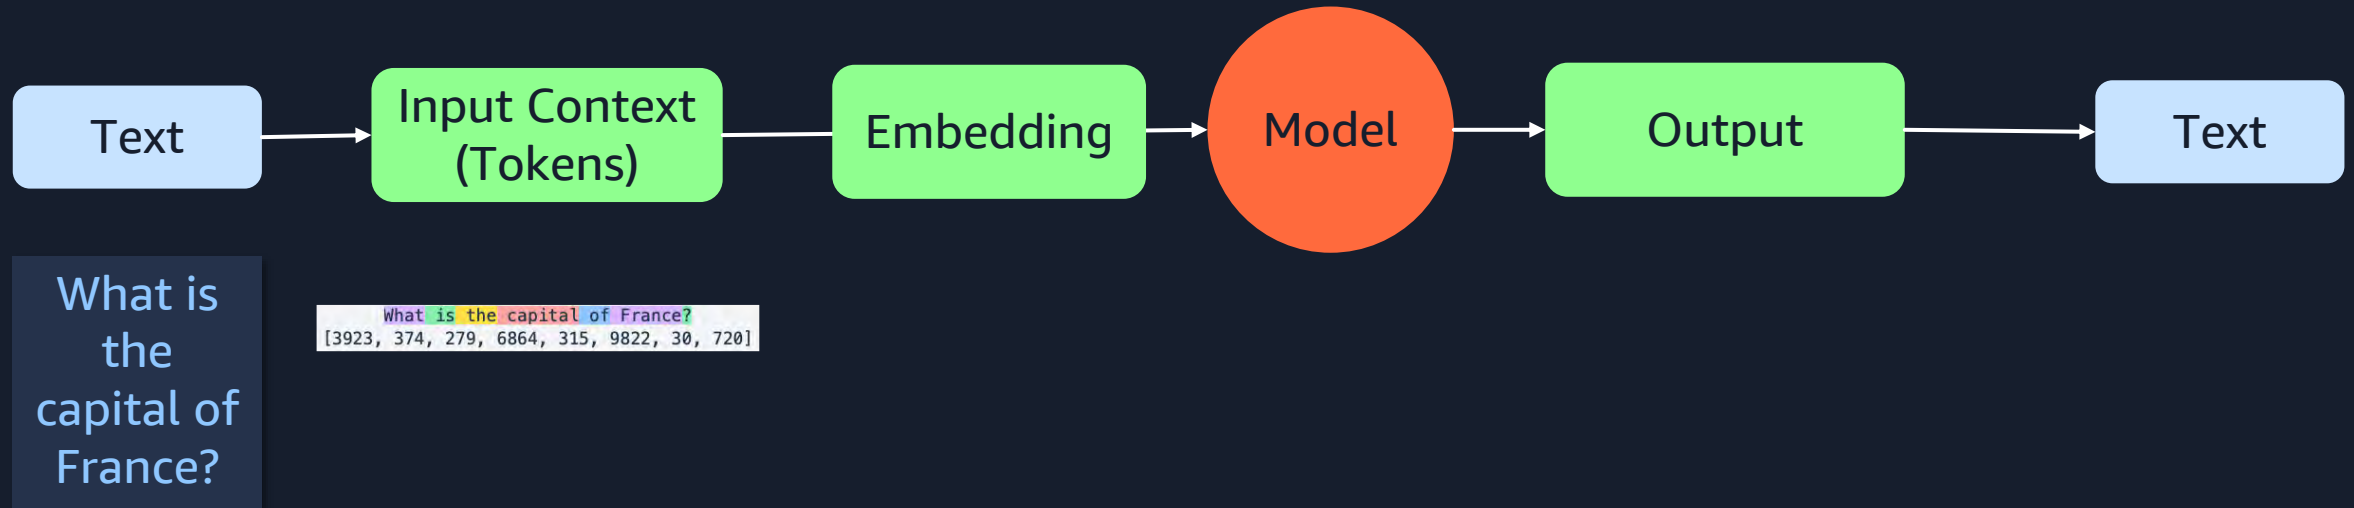 Text
Input Context
(Tokens)
Embedding
Model
Output
Text
What is
the
capital of
France?
What is the capital of France?
[3923, 374, 279, 6864, 315, 9822, 30, 720]